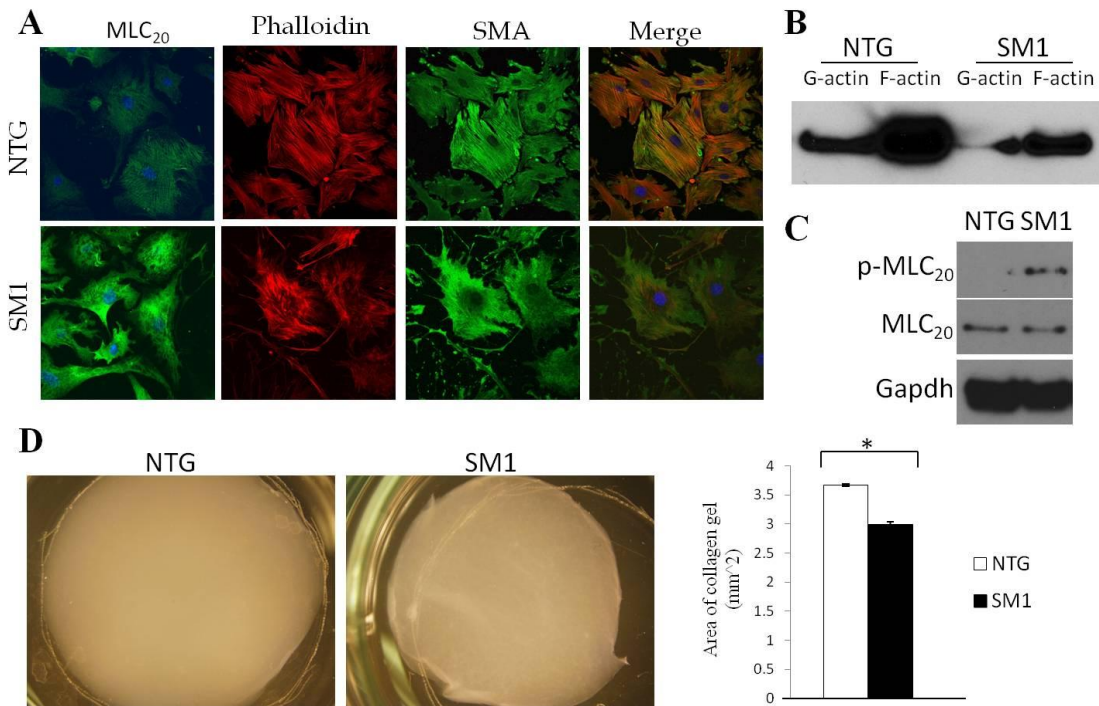 A
MLC20 Phalloidin SMA Merge
NTG
SM1
B
NTG SM1
G-actin F-actin G-actin F-actin
C
NTG SM1
p-MLC20
MLC20
Gapdh
D
NTG SM1
*
Area of collagen gel
(mm^2)
4
3.5
3
2.5
2
1.5
1
0.5
0
NTG
SM1